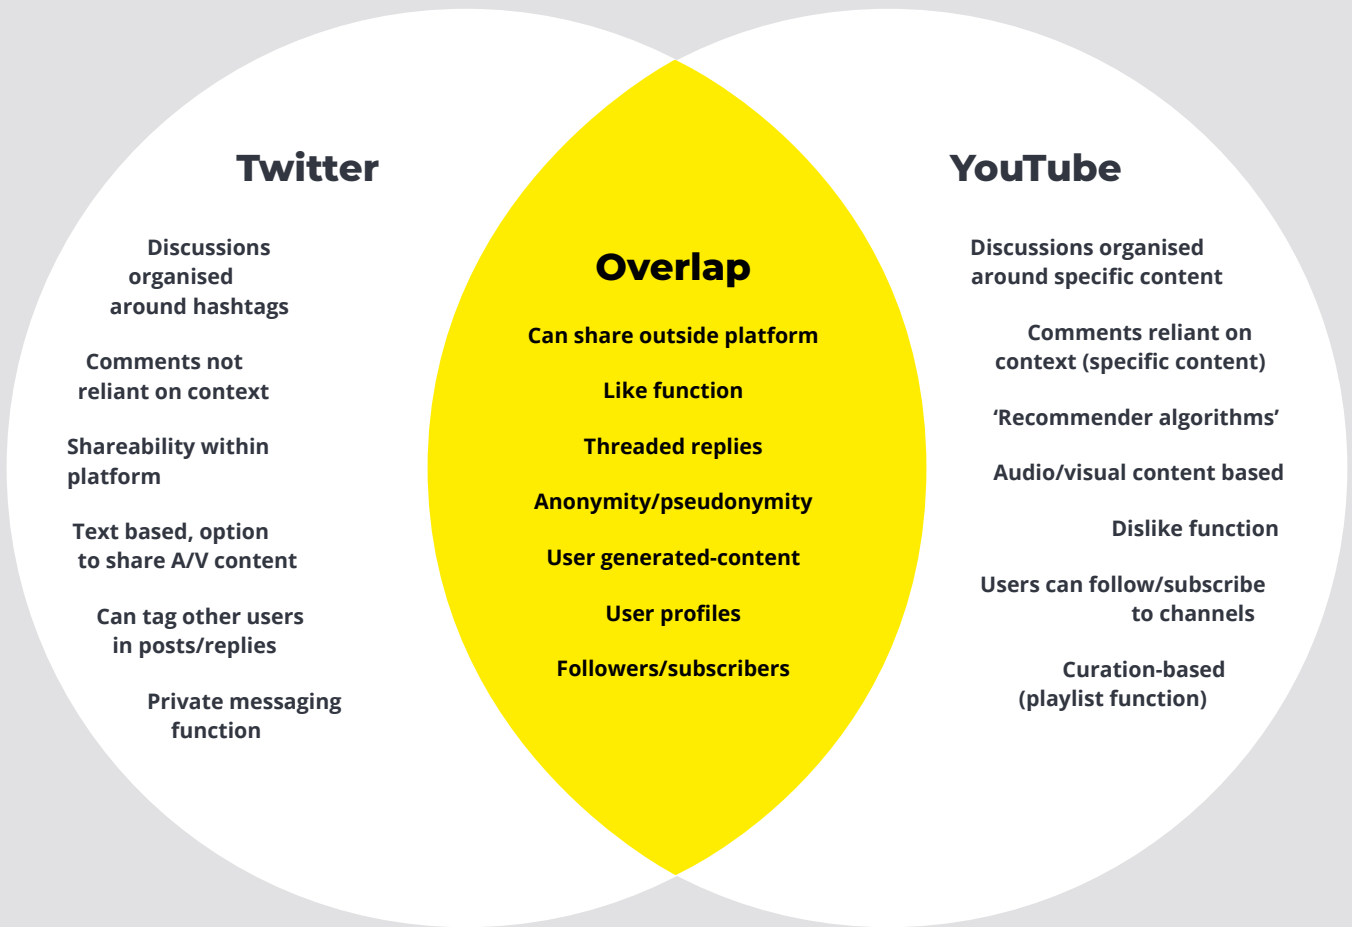 Twitter
Discussions
organised
around hashtags
Comments not
reliant on context
Shareability within
platform
Text based, option
to share A/V content
Can tag other users
in posts/replies
Private messaging
function
Overlap
Can share outside platform
Like function
Threaded replies
Anonymity/pseudonymity
User generated-content
User profiles
Followers/subscribers
YouTube
Discussions organised
around specific content
Comments reliant on
context (specific content)
‘Recommender algorithms’
Audio/visual content based
Dislike function
Users can follow/subscribe
to channels
Curation-based
(playlist function)